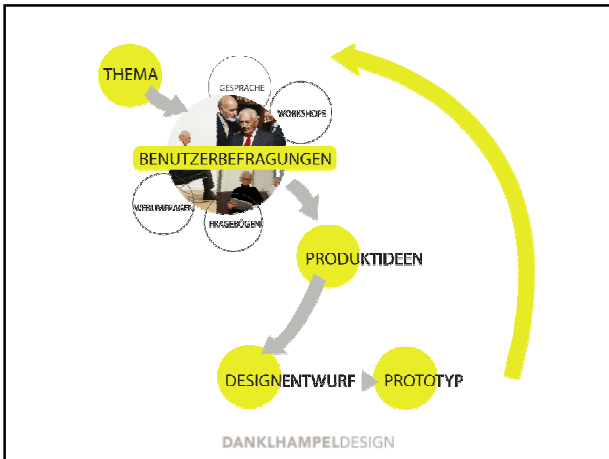 THEMA
GESPRÄCHE
WORKSHOPS
BENUTZERBEFRAGUNGEN
WEBUMFRAGEN
FRAGEBÖGEN
PRODUKTIDEEN
DESIGNENTWURF
PROTOTYP
DANKLHAMPELDESIGN